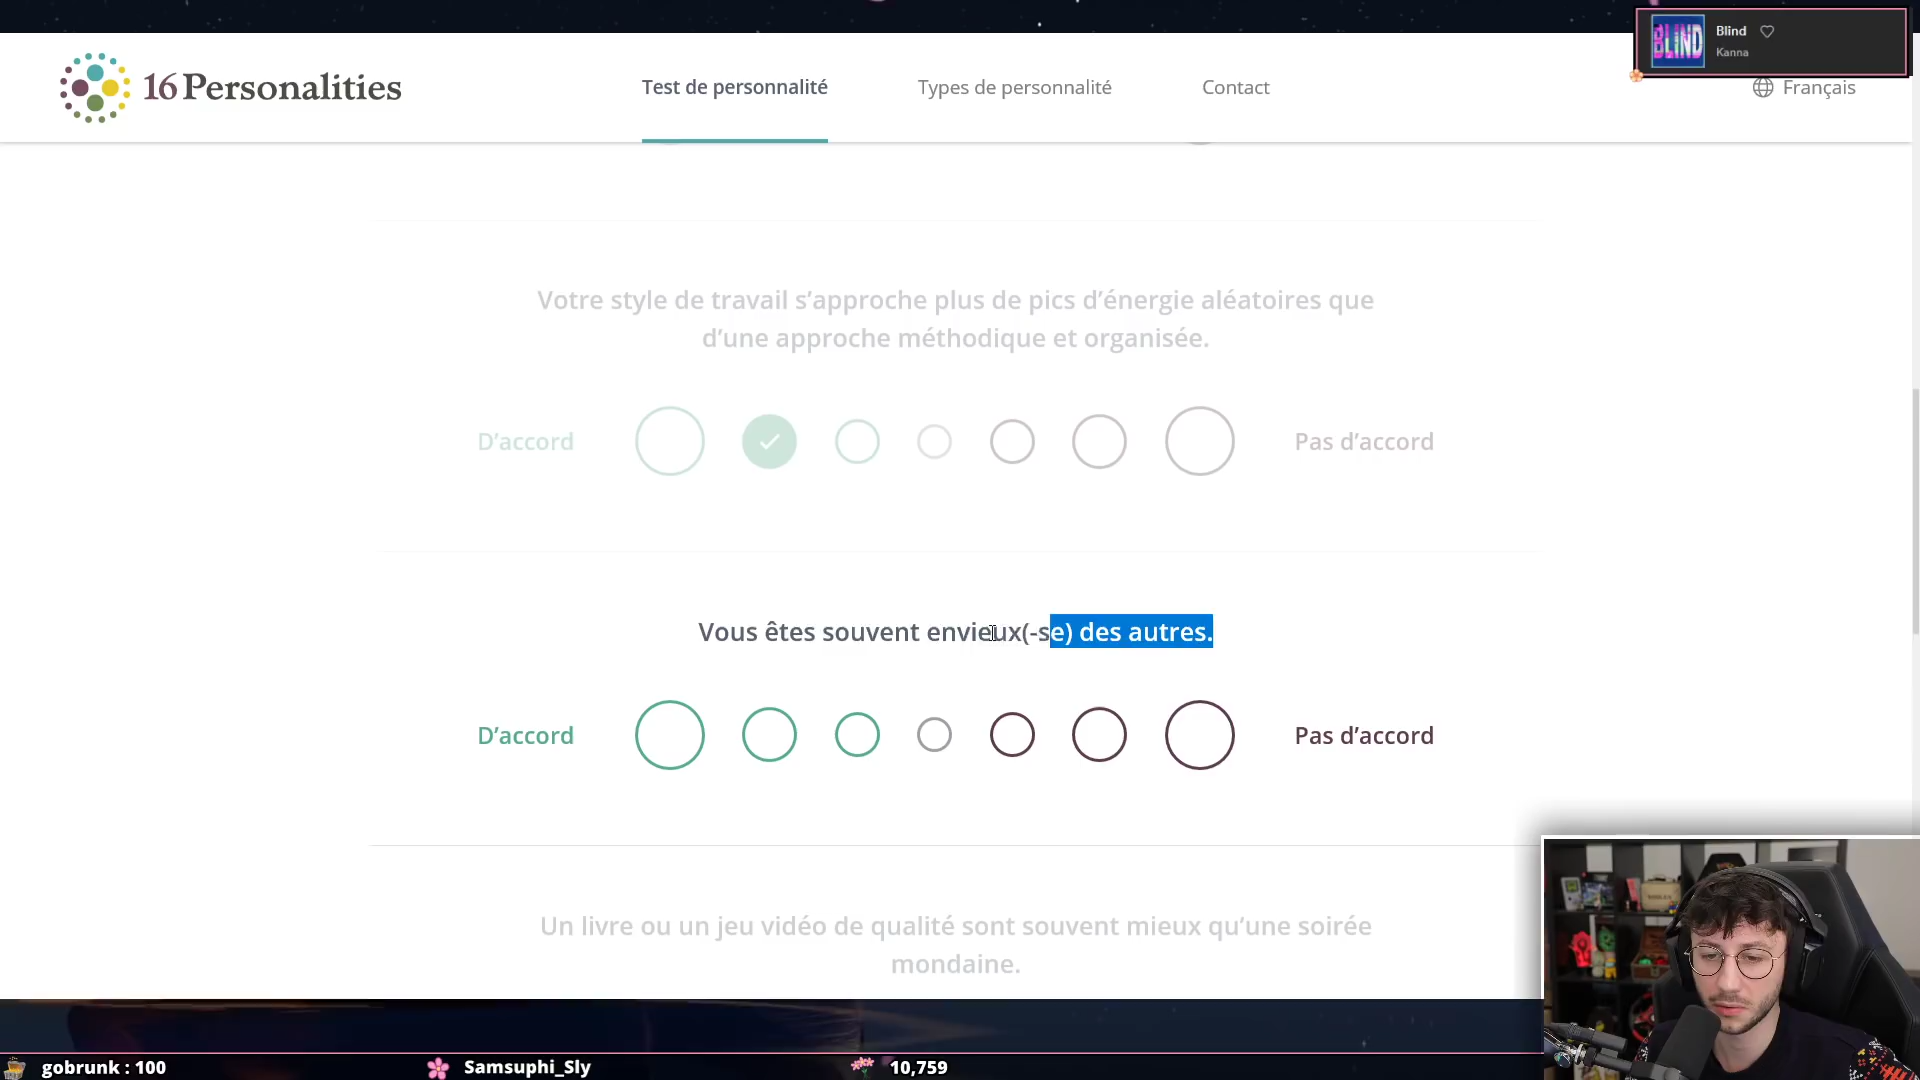 Blind
Kanna
BLIND
16Personalities
Test de personnalité
Types de personnalité
Contact
Français
Votre style de travail s’approche plus de pics d’énergie aléatoires que
d’une approche méthodique et organisée.
D’accord
Pas d’accord
Vous êtes souvent envieux(-se) des autres.
D’accord
Pas d’accord
Un livre ou un jeu vidéo de qualité sont souvent mieux qu’une soirée
mondaine.
gobrunk : 100
Samsuphi_Sly
10,759